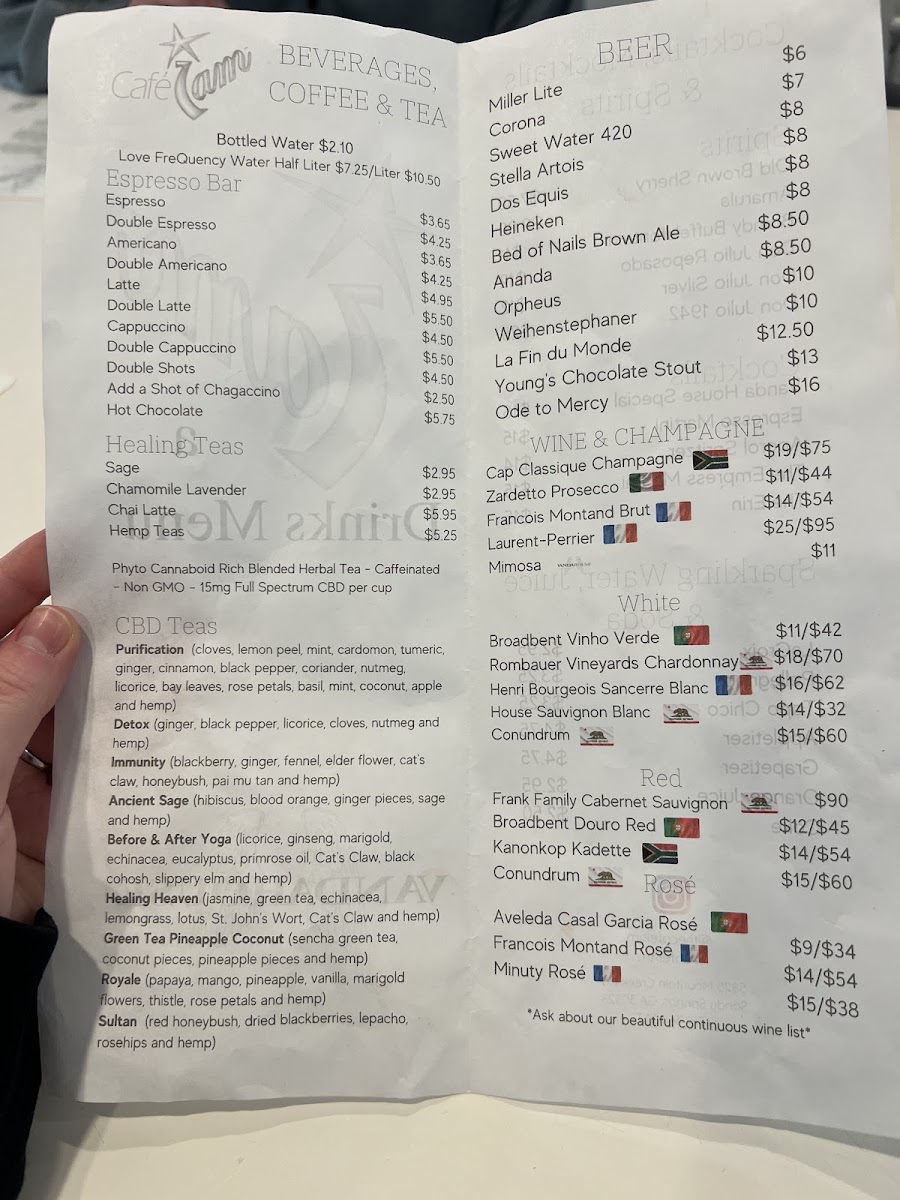 Café Jam
BEVERAGES,
COFFEE & TEA
Bottled Water $2.10
Love FreQuency Water Half Liter $7.25/Liter $10.50
Espresso Bar
Espresso $3.65
Double Espresso $4.25
Americano $3.65
Double Americano $4.25
Latte $4.95
Double Latte $5.50
Cappuccino $4.50
Double Cappuccino $5.50
Double Shots $4.50
Add a Shot of Chagaccino $2.50
Hot Chocolate $5.75
Healing Teas
Sage $2.95
Chamomile Lavender $2.95
Chai Latte $5.95
Hemp Teas $5.25
Phyto Cannaboid Rich Blended Herbal Tea - Caffeinated
- Non GMO - 15mg Full Spectrum CBD per cup
CBD Teas
Purification (cloves, lemon peel, mint, cardomon, tumeric,
ginger, cinnamon, black pepper, coriander, nutmeg,
licorice, bay leaves, rose petals, basil, mint, coconut, apple
and hemp)
Detox (ginger, black pepper, licorice, cloves, nutmeg and
hemp)
Immunity (blackberry, ginger, fennel, elder flower, cat's
claw, honeybush, pai mu tan and hemp)
Ancient Sage (hibiscus, blood orange, ginger pieces, sage
and hemp)
Before & After Yoga (licorice, ginseng, marigold,
echinacea, eucalyptus, primrose oil, Cat's Claw, black
cohosh, slippery elm and hemp)
Healing Heaven (jasmine, green tea, echinacea,
lemongrass, lotus, St. John's Wort, Cat's Claw and hemp)
Green Tea Pineapple Coconut (sencha green tea,
coconut pieces, pineapple pieces and hemp)
Royale (papaya, mango, pineapple, vanilla, marigold
flowers, thistle, rose petals and hemp)
Sultan (red honeybush, dried blackberries, lepacho,
rosehips and hemp)
BEER
Miller Lite $6
Corona $7
Sweet Water 420 $8
Stella Artois $8
Dos Equis $8
Heineken $8
Bed of Nails Brown Ale $8.50
Ananda $8.50
Orpheus $10
Weihenstephaner $10
La Fin du Monde $12.50
Young's Chocolate Stout $13
Ode to Mercy $16
WINE & CHAMPAGNE
Cap Classique Champagne $19/$75
Zardetto Prosecco $11/$44
Francois Montand Brut $14/$54
Laurent-Perrier $25/$95
Mimosa $11
White
Broadbent Vinho Verde $11/$42
Rombauer Vineyards Chardonnay $18/$70
Henri Bourgeois Sancerre Blanc $16/$62
House Sauvignon Blanc $14/$32
Conundrum $15/$60
Red
Frank Family Cabernet Sauvignon $90
Broadbent Douro Red $12/$45
Kanonkop Kadette $14/$54
Conundrum $15/$60
Rosé
Aveleda Casal Garcia Rosé $9/$34
Francois Montand Rosé $14/$54
Minuty Rosé $15/$38
*Ask about our beautiful continuous wine list*